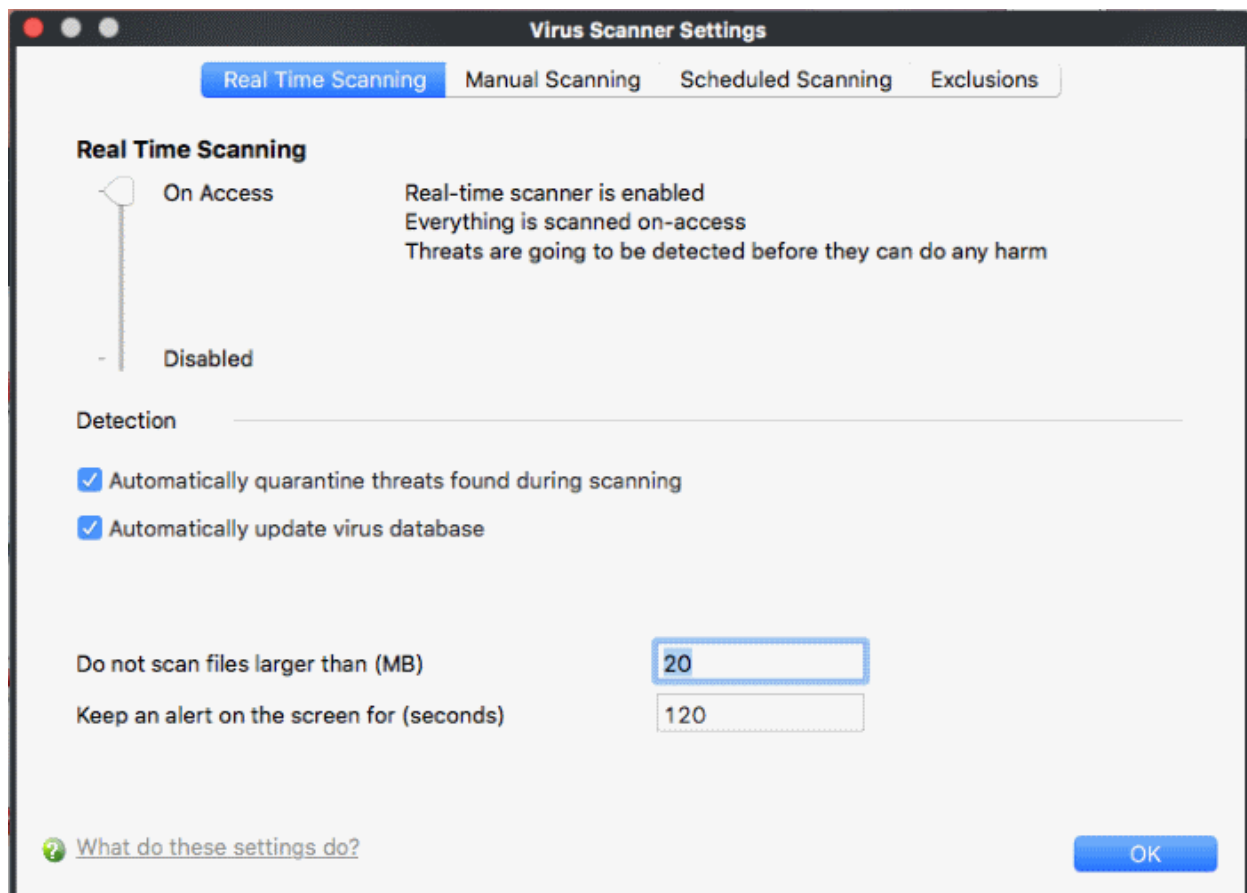 Virus Scanner Settings
Real Time Scanning Manual Scanning Scheduled Scanning Exclusions
Real Time Scanning
On Access
Real-time scanner is enabled
Everything is scanned on-access
Threats are going to be detected before they can do any harm
Disabled
Detection
Automatically quarantine threats found during scanning
Automatically update virus database
Do not scan files larger than (MB) 20
Keep an alert on the screen for (seconds) 120
What do these settings do?
OK